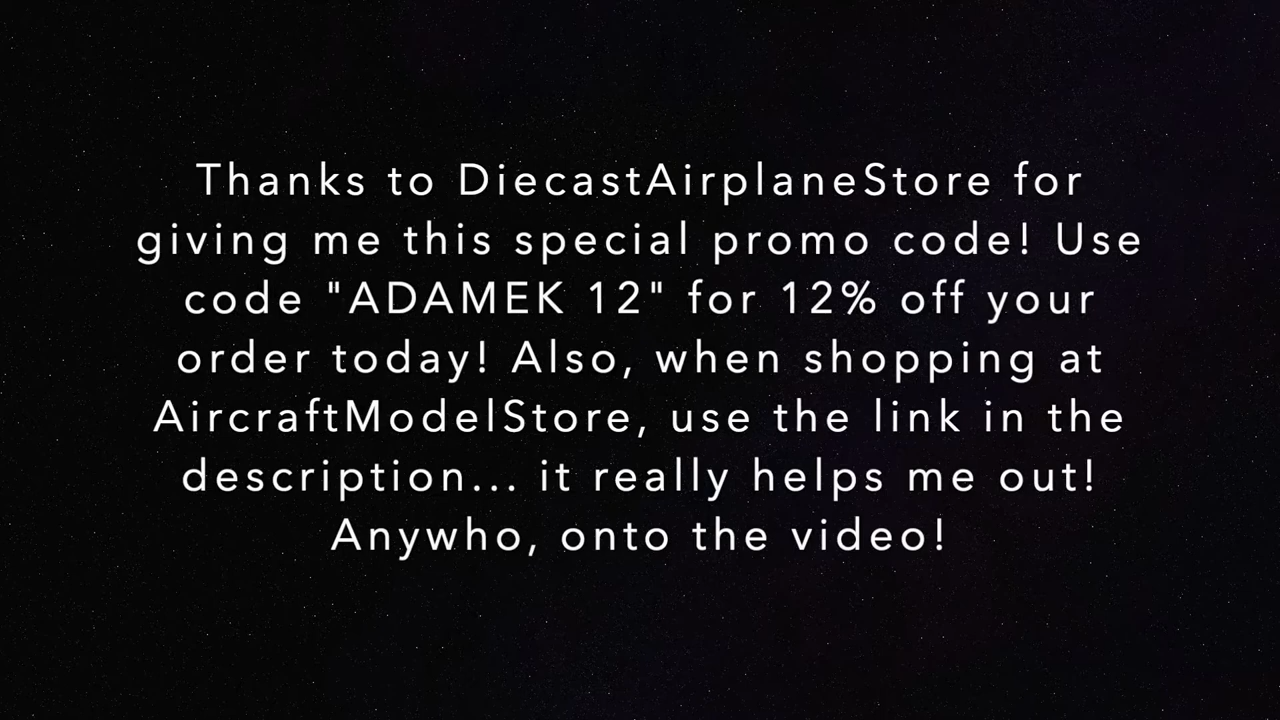 Thanks to DiecastAirplaneStore for
giving me this special promo code! Use
code "ADAMEK 12" for 12% off your
order today! Also, when shopping at
AircraftModelStore, use the link in the
description... it really helps me out!
Anywho, onto the video!